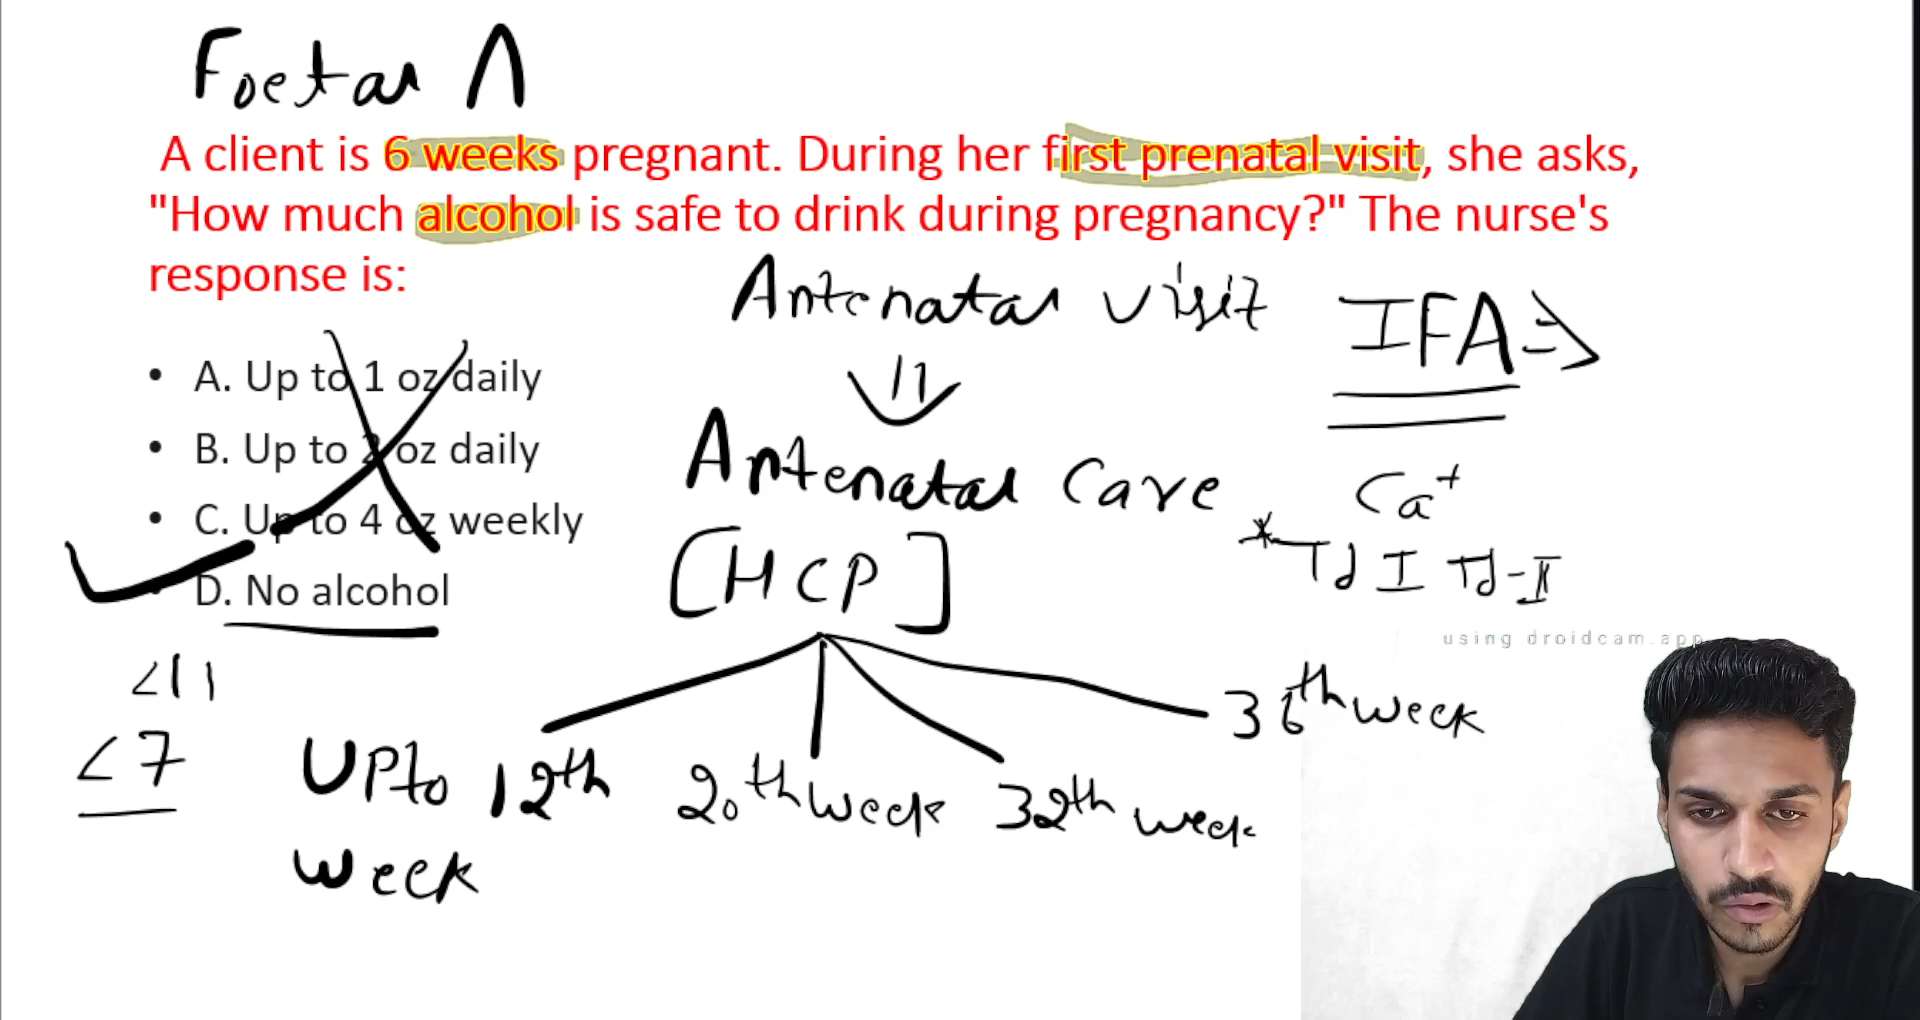 Foetar Λ
A client is 6 weeks pregnant. During her first prenatal visit, she asks,
"How much alcohol is safe to drink during pregnancy?" The nurse's
response is:
Antenatar visit
IFA ⇒
• A. Up to 1 oz daily
• B. Up to 2 oz daily
• C. Up to 4 oz weekly
• D. No alcohol
Antenatal Care
[HCP]
Ca+
* Td I Td-II
using droidcam.app
<11
<7
UPto 12th
week
20th week
32th week
36th week